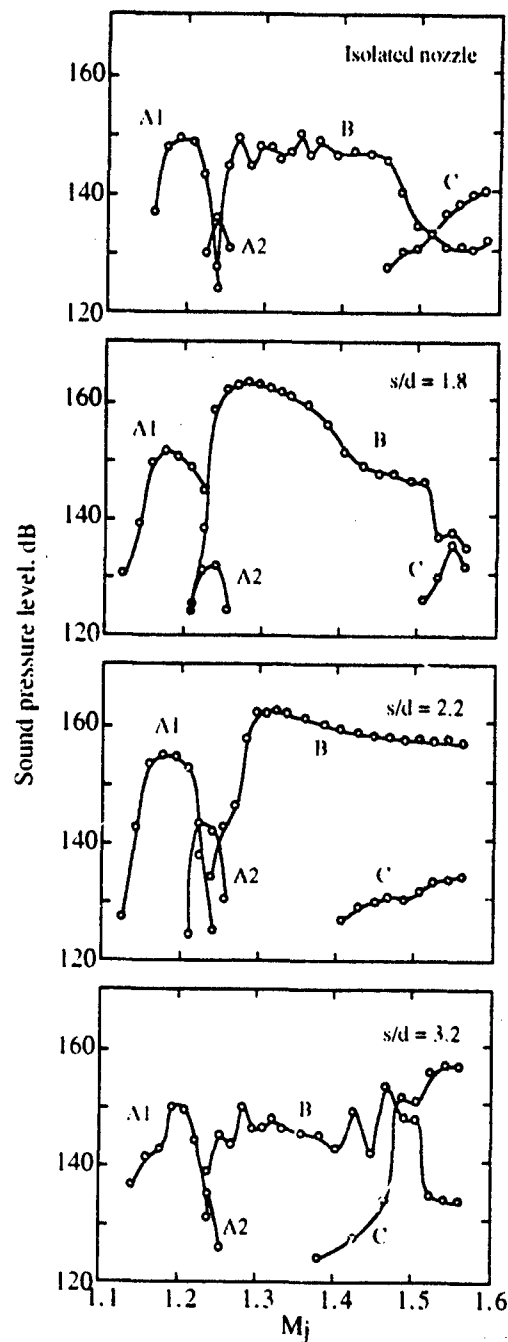 Isolated nozzle
160
A1
B
C
140
A2
120
s/d = 1.8
160
A1
B
140
A2
C
120
s/d = 2.2
160
A1
B
140
A2
C
120
s/d = 3.2
160
A1
B
140
A2
C
120
1.1 1.2 1.3 1.4 1.5 1.6
Mj
Sound pressure level. dB